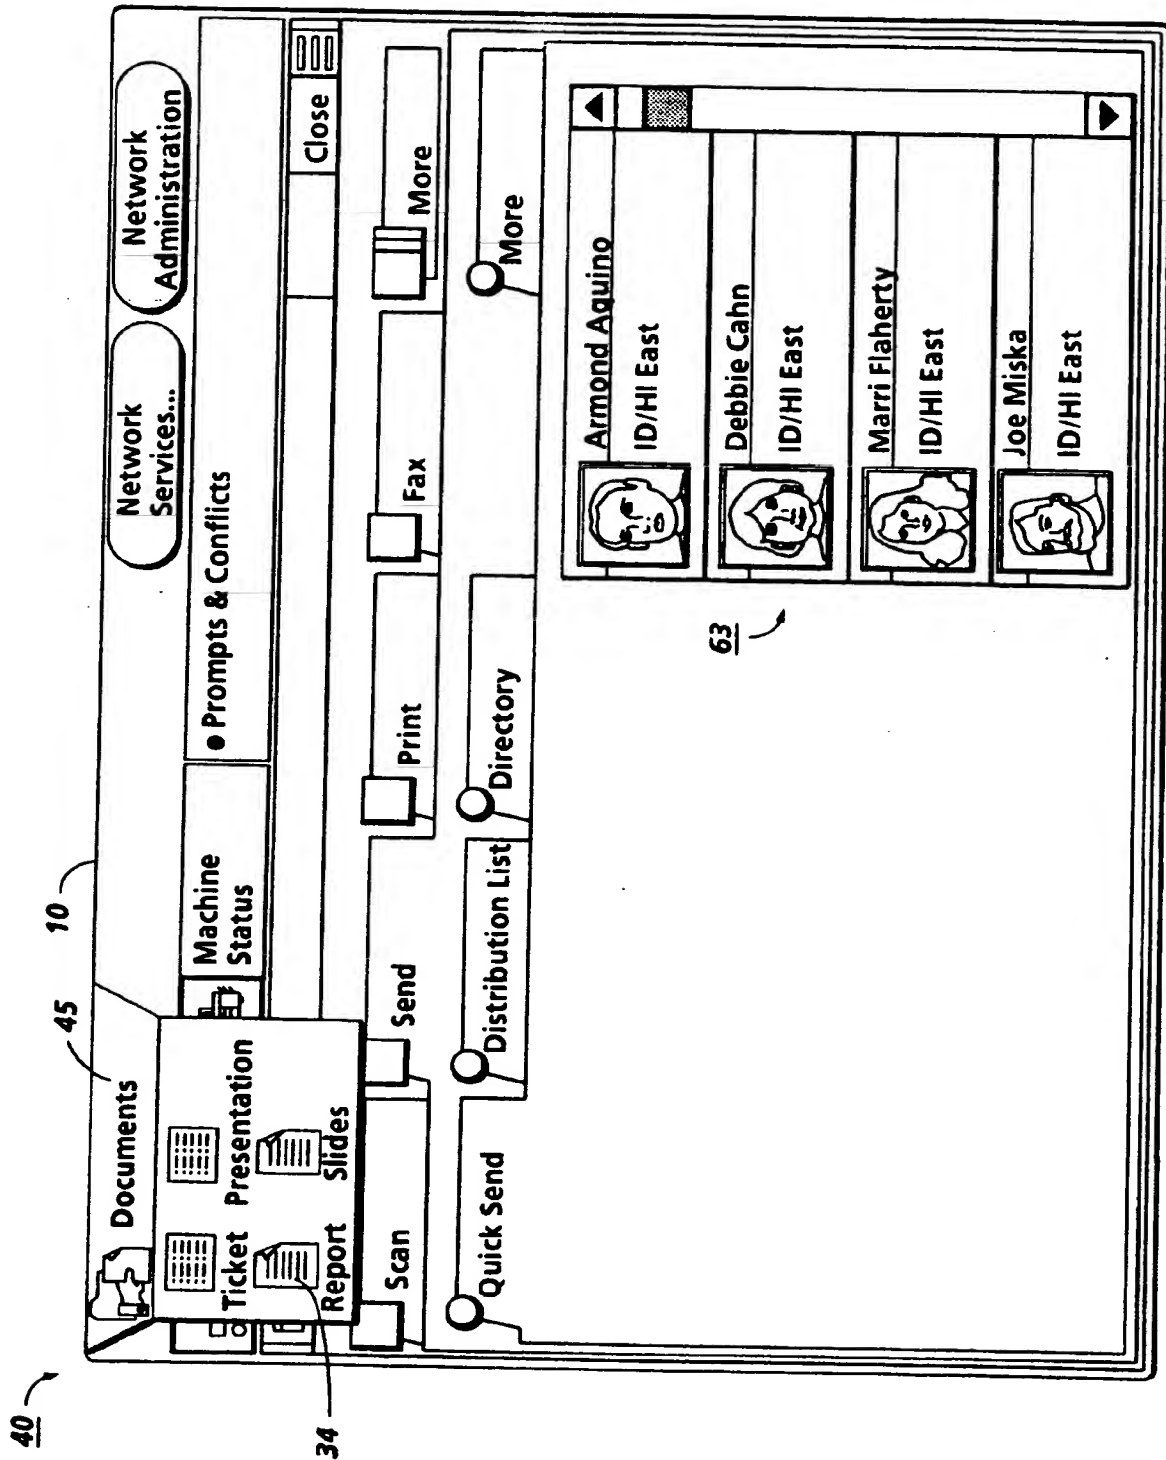 40
45
10
Documents
Network
Services...
Network
Administration
Ticket
Presentation
Report
Slides
34
Machine
Status
● Prompts & Conflicts
Close
Scan
Send
Print
Fax
More
Quick Send
Distribution List
Directory
More
63
Armond Aquino
ID/HI East
Debbie Cahn
ID/HI East
Marri Flaherty
ID/HI East
Joe Miska
ID/HI East